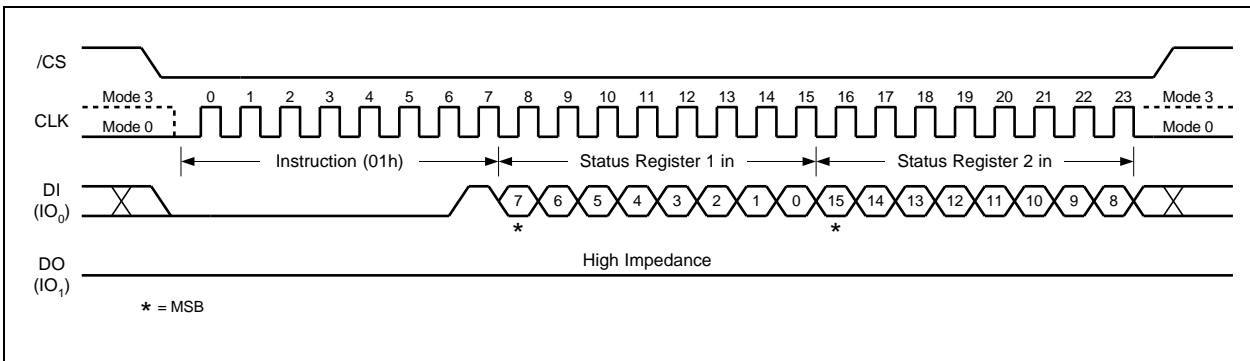 /CS
Mode 3 0 1 2 3 4 5 6 7 8 9 10 11 12 13 14 15 16 17 18 19 20 21 22 23 Mode 3
CLK Mode 0 Mode 0
Instruction (01h) Status Register 1 in Status Register 2 in
DI
(IO0) 7 6 5 4 3 2 1 0 15 14 13 12 11 10 9 8
* *
DO High Impedance
(IO1)
* = MSB